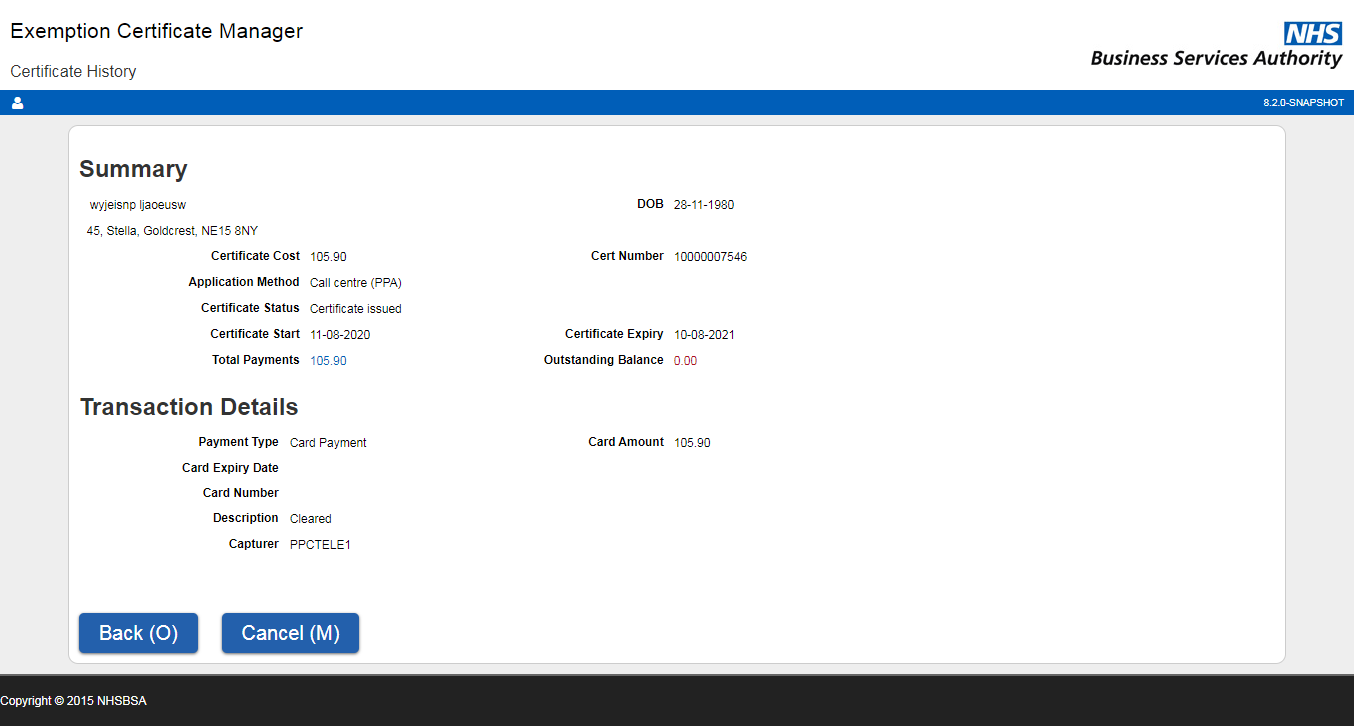 Exemption Certificate Manager
NHS
Business Services Authority
Certificate History
8.2.0-SNAPSHOT
Summary
wyjeisnp ljaoeusw DOB 28-11-1980
45, Stella, Goldcrest, NE15 8NY
Certificate Cost 105.90 Cert Number 10000007546
Application Method Call centre (PPA)
Certificate Status Certificate issued
Certificate Start 11-08-2020 Certificate Expiry 10-08-2021
Total Payments 105.90 Outstanding Balance 0.00
Transaction Details
Payment Type Card Payment Card Amount 105.90
Card Expiry Date
Card Number
Description Cleared
Capturer PPCTELE1
Back (O) Cancel (M)
Copyright © 2015 NHSBSA